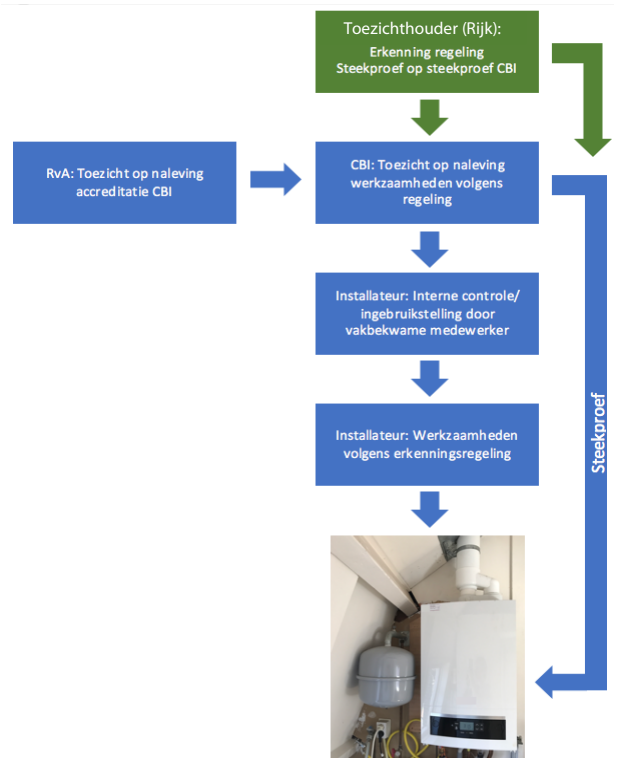 Toezichthouder (Rijk):
Erkenning regeling
Steekproef op steekproef CBI
RvA: Toezicht op naleving
accreditatie CBI
CBI: Toezicht op naleving
werkzaamheden volgens
regeling
Installateur: Interne controle/
ingebruikstelling door
vakbekwame medewerker
Installateur: Werkzaamheden
volgens erkenningsregeling
Steekproef